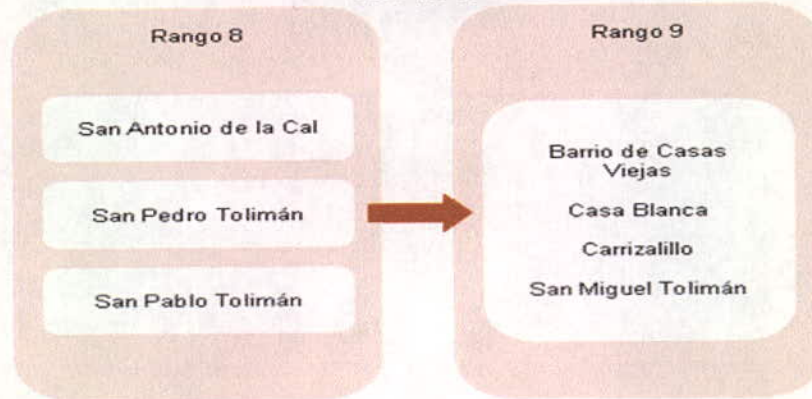 Rango 8
San Antonio de la Cal
San Pedro Tolimán
San Pablo Tolimán
Rango 9
Barrio de Casas
Viejas
Casa Blanca
Carrizalillo
San Miguel Tolimán